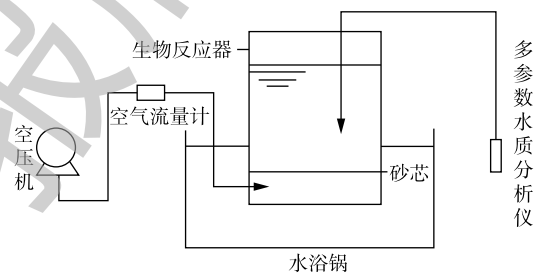 生物反应器
空气流量计
空压机
砂芯
水浴锅
多参数水质分析仪